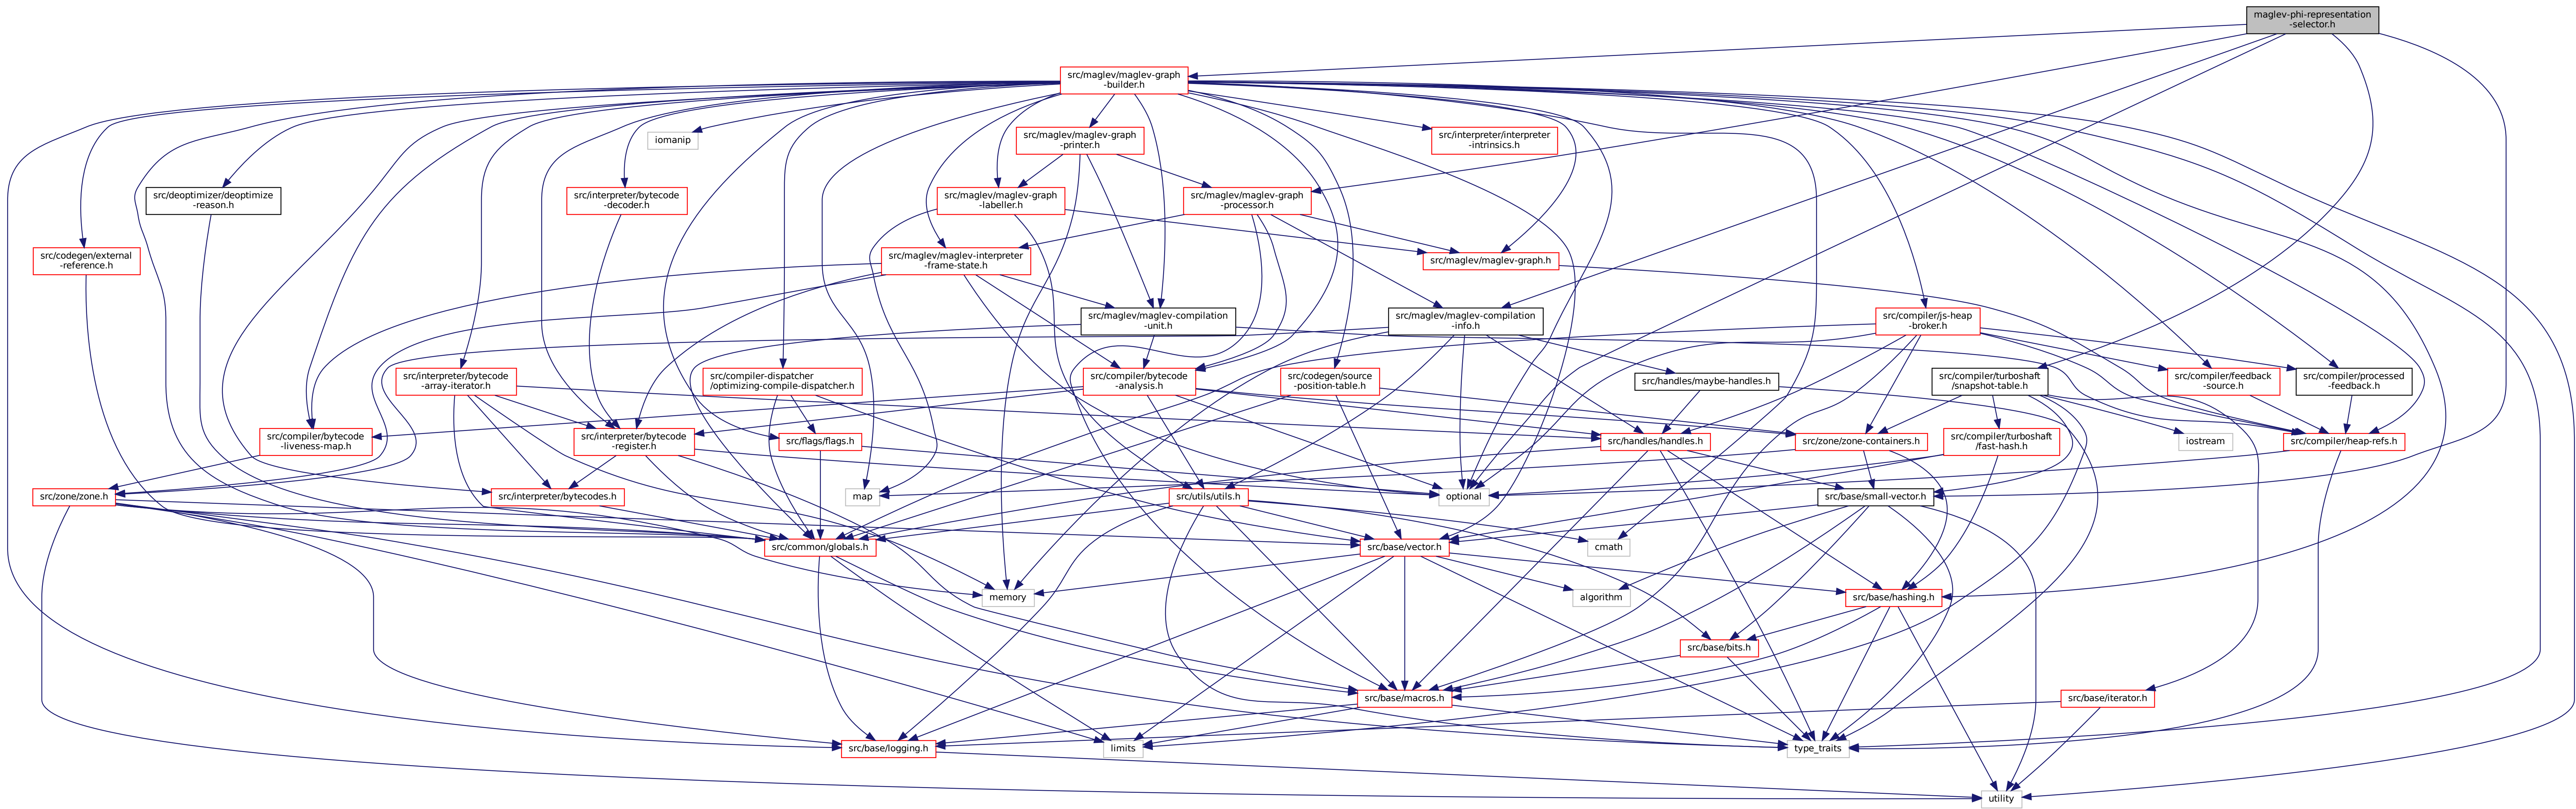 maglev-phi-representation
-selector.h
src/maglev/maglev-graph
-builder.h
iomanip
src/maglev/maglev-graph
-printer.h
src/interpreter/interpreter
-intrinsics.h
src/deoptimizer/deoptimize
-reason.h
src/interpreter/bytecode
-decoder.h
src/maglev/maglev-graph
-labeller.h
src/maglev/maglev-graph
-processor.h
src/codegen/external
-reference.h
src/maglev/maglev-interpreter
-frame-state.h
src/maglev/maglev-graph.h
src/maglev/maglev-compilation
-unit.h
src/maglev/maglev-compilation
-info.h
src/compiler/js-heap
-broker.h
src/interpreter/bytecode
-array-iterator.h
src/compiler-dispatcher
/optimizing-compile-dispatcher.h
src/compiler/bytecode
-analysis.h
src/codegen/source
-position-table.h
src/handles/maybe-handles.h
src/compiler/turboshaft
/snapshot-table.h
src/compiler/feedback
-source.h
src/compiler/processed
-feedback.h
src/compiler/bytecode
-liveness-map.h
src/interpreter/bytecode
-register.h
src/flags/flags.h
src/handles/handles.h
src/zone/zone-containers.h
src/compiler/turboshaft
/fast-hash.h
iostream
src/compiler/heap-refs.h
src/zone/zone.h
src/interpreter/bytecodes.h
map
src/utils/utils.h
optional
src/base/small-vector.h
src/common/globals.h
src/base/vector.h
cmath
memory
algorithm
src/base/hashing.h
src/base/bits.h
src/base/macros.h
src/base/iterator.h
src/base/logging.h
limits
type_traits
utility